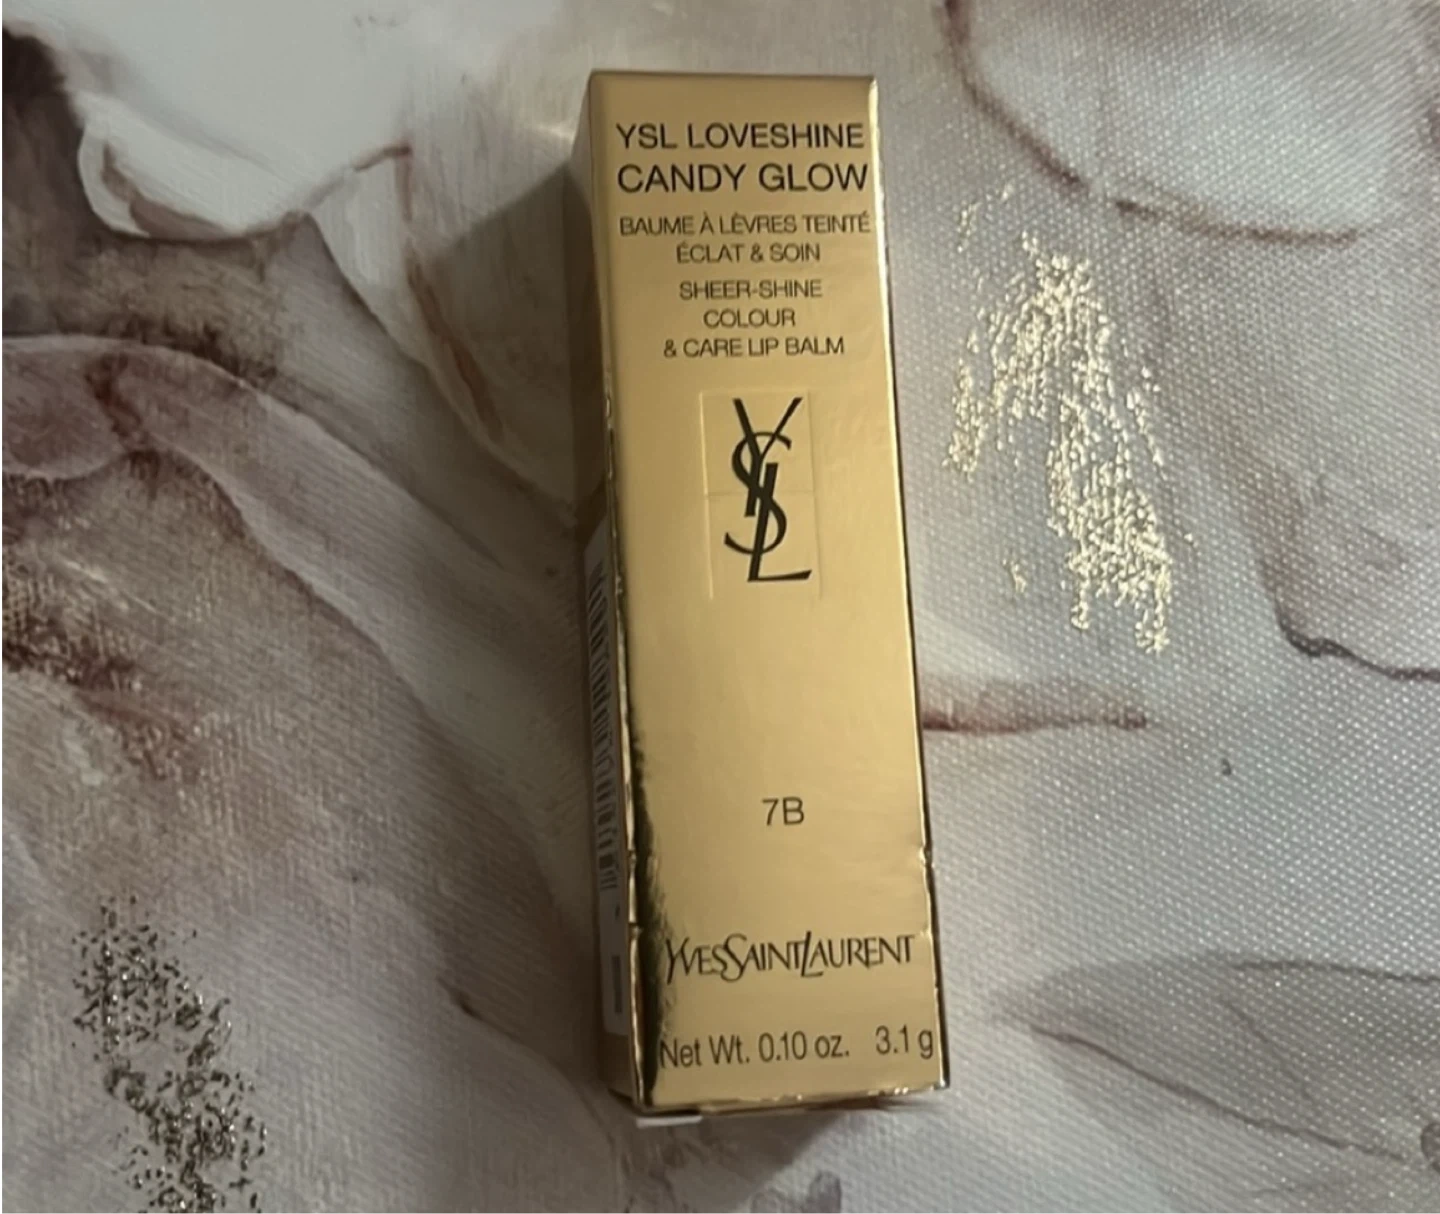 YSL LOVESHINE
CANDY GLOW
BAUME À LÈVRES TEINTÉ
ÉCLAT & SOIN
SHEER-SHINE
COLOUR
& CARE LIP BALM
YSL
7B
YVESSAINTLAURENT
Net Wt. 0.10 oz. 3.1 g